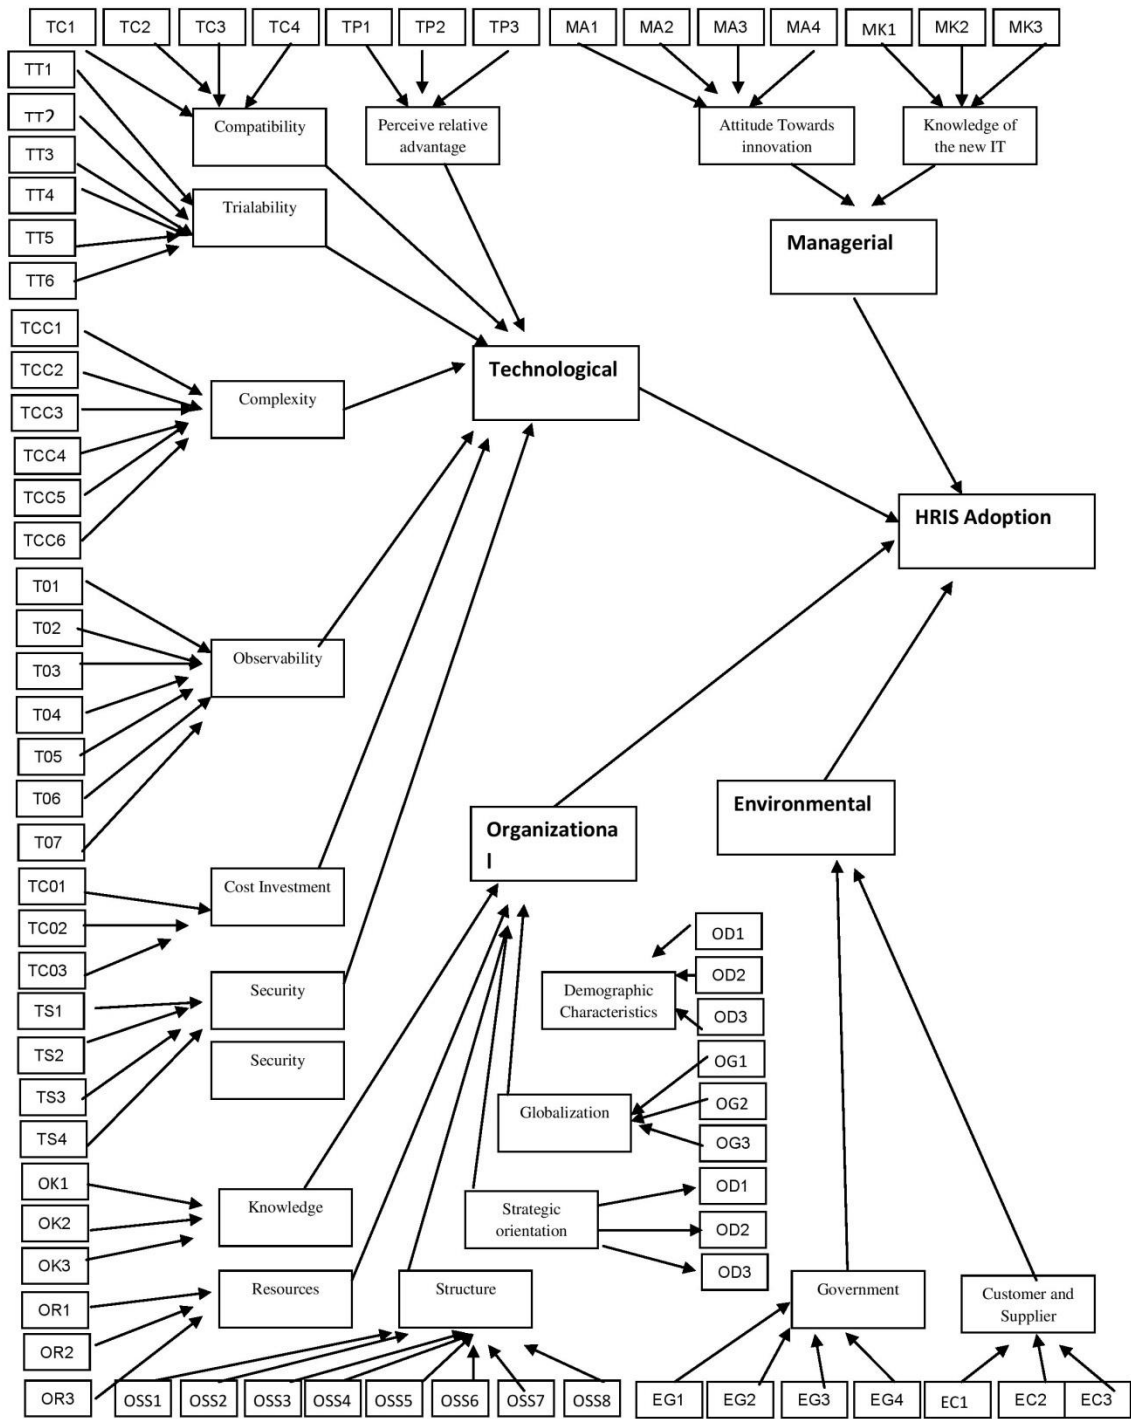 TC1
TC2
TC3
TC4
TP1
TP2
TP3
MA1
MA2
MA3
MA4
MK1
MK2
MK3
TT1
TT2
TT3
TT4
TT5
TT6
Compatibility
Perceive relative
advantage
Attitude Towards
innovation
Knowledge of
the new IT
Trialability
Managerial
TCC1
TCC2
TCC3
TCC4
TCC5
TCC6
Complexity
Technological
HRIS Adoption
T01
T02
T03
T04
T05
T06
T07
Observability
Environmental
Organizationa
l
TC01
TC02
TC03
Cost Investment
TS1
TS2
TS3
TS4
Security
Security
OD1
OD2
OD3
Demographic
Characteristics
OG1
OG2
OG3
Globalization
OD1
OD2
OD3
Strategic
orientation
OK1
OK2
OK3
Knowledge
OR1
OR2
OR3
Resources
Structure
Government
Customer and
Supplier
OSS1
OSS2
OSS3
OSS4
OSS5
OSS6
OSS7
OSS8
EG1
EG2
EG3
EG4
EC1
EC2
EC3